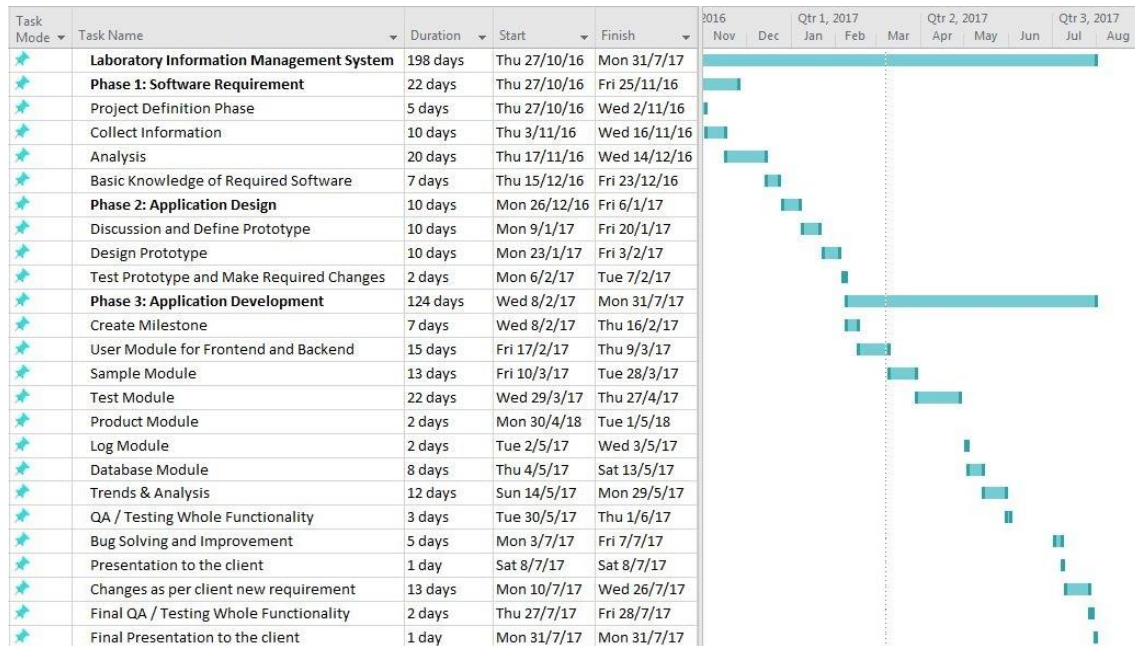 Task Mode Task Name Duration Start Finish
2016 Qtr 1, 2017 Qtr 2, 2017 Qtr 3, 2017
Nov Dec Jan Feb Mar Apr May Jun Jul Aug
Laboratory Information Management System 198 days Thu 27/10/16 Mon 31/7/17
Phase 1: Software Requirement 22 days Thu 27/10/16 Fri 25/11/16
Project Definition Phase 5 days Thu 27/10/16 Wed 2/11/16
Collect Information 10 days Thu 3/11/16 Wed 16/11/16
Analysis 20 days Thu 17/11/16 Wed 14/12/16
Basic Knowledge of Required Software 7 days Thu 15/12/16 Fri 23/12/16
Phase 2: Application Design 10 days Mon 26/12/16 Fri 6/1/17
Discussion and Define Prototype 10 days Mon 9/1/17 Fri 20/1/17
Design Prototype 10 days Mon 23/1/17 Fri 3/2/17
Test Prototype and Make Required Changes 2 days Mon 6/2/17 Tue 7/2/17
Phase 3: Application Development 124 days Wed 8/2/17 Mon 31/7/17
Create Milestone 7 days Wed 8/2/17 Thu 16/2/17
User Module for Frontend and Backend 15 days Fri 17/2/17 Thu 9/3/17
Sample Module 13 days Fri 10/3/17 Tue 28/3/17
Test Module 22 days Wed 29/3/17 Thu 27/4/17
Product Module 2 days Mon 30/4/18 Tue 1/5/18
Log Module 2 days Tue 2/5/17 Wed 3/5/17
Database Module 8 days Thu 4/5/17 Sat 13/5/17
Trends & Analysis 12 days Sun 14/5/17 Mon 29/5/17
QA / Testing Whole Functionality 3 days Tue 30/5/17 Thu 1/6/17
Bug Solving and Improvement 5 days Mon 3/7/17 Fri 7/7/17
Presentation to the client 1 day Sat 8/7/17 Sat 8/7/17
Changes as per client new requirement 13 days Mon 10/7/17 Wed 26/7/17
Final QA / Testing Whole Functionality 2 days Thu 27/7/17 Fri 28/7/17
Final Presentation to the client 1 day Mon 31/7/17 Mon 31/7/17